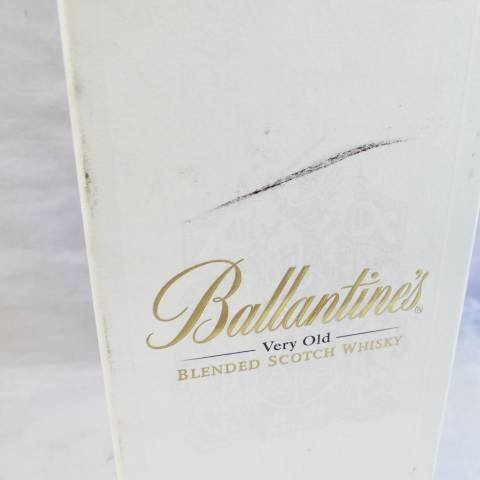 Ballantine's®
Very Old
BLENDED SCOTCH WHISKY